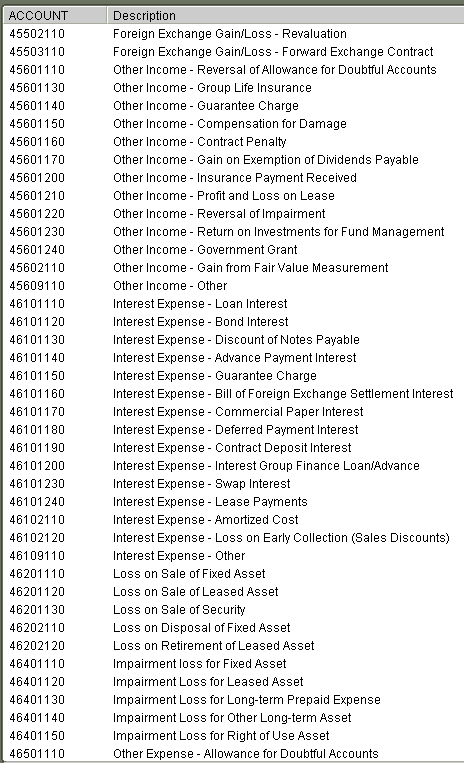 ACCOUNT Description
45502110 Foreign Exchange Gain/Loss - Revaluation
45503110 Foreign Exchange Gain/Loss - Forward Exchange Contract
45601110 Other Income - Reversal of Allowance for Doubtful Accounts
45601130 Other Income - Group Life Insurance
45601140 Other Income - Guarantee Charge
45601150 Other Income - Compensation for Damage
45601160 Other Income - Contract Penalty
45601170 Other Income - Gain on Exemption of Dividends Payable
45601200 Other Income - Insurance Payment Received
45601210 Other Income - Profit and Loss on Lease
45601220 Other Income - Reversal of Impairment
45601230 Other Income - Return on Investments for Fund Management
45601240 Other Income - Government Grant
45602110 Other Income - Gain from Fair Value Measurement
45609110 Other Income - Other
46101110 Interest Expense - Loan Interest
46101120 Interest Expense - Bond Interest
46101130 Interest Expense - Discount of Notes Payable
46101140 Interest Expense - Advance Payment Interest
46101150 Interest Expense - Guarantee Charge
46101160 Interest Expense - Bill of Foreign Exchange Settlement Interest
46101170 Interest Expense - Commercial Paper Interest
46101180 Interest Expense - Deferred Payment Interest
46101190 Interest Expense - Contract Deposit Interest
46101200 Interest Expense - Interest Group Finance Loan/Advance
46101230 Interest Expense - Swap Interest
46101240 Interest Expense - Lease Payments
46102110 Interest Expense - Amortized Cost
46102120 Interest Expense - Loss on Early Collection (Sales Discounts)
46109110 Interest Expense - Other
46201110 Loss on Sale of Fixed Asset
46201120 Loss on Sale of Leased Asset
46201130 Loss on Sale of Security
46202110 Loss on Disposal of Fixed Asset
46202120 Loss on Retirement of Leased Asset
46401110 Impairment loss for Fixed Asset
46401120 Impairment Loss for Leased Asset
46401130 Impairment Loss for Long-term Prepaid Expense
46401140 Impairment Loss for Other Long-term Asset
46401150 Impairment Loss for Right of Use Asset
46501110 Other Expense - Allowance for Doubtful Accounts